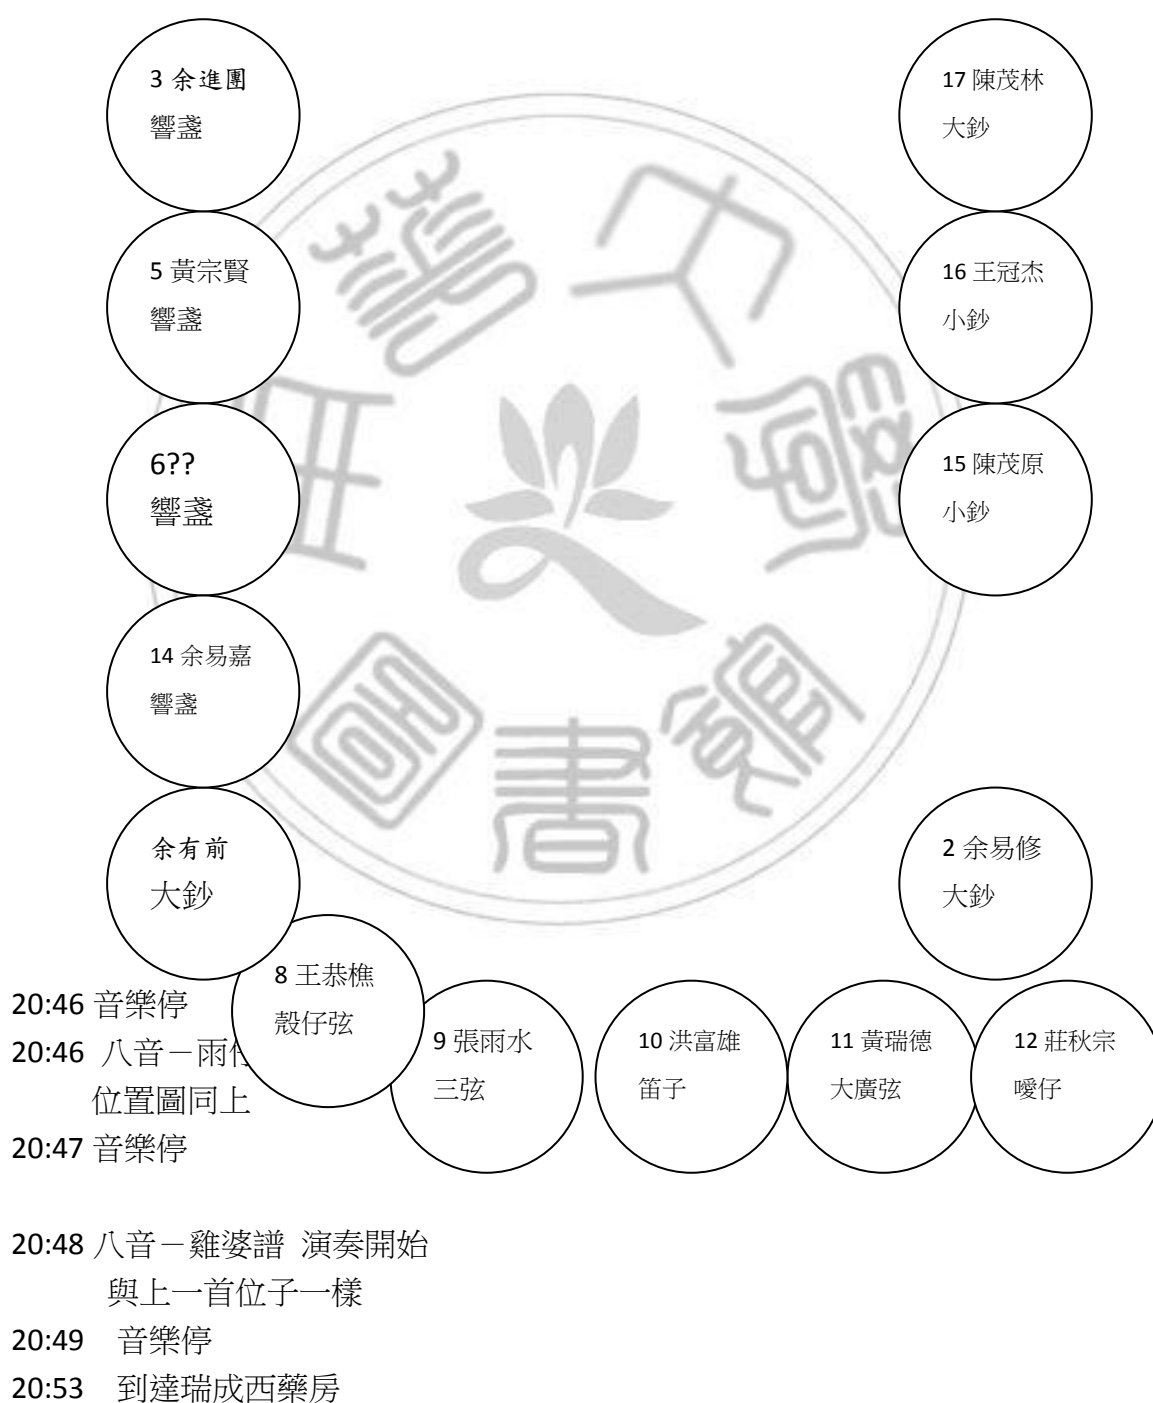 3 余進團
響盞
17 陳茂林
大鈔
5 黃宗賢
響盞
16 王冠杰
小鈔
6??
響盞
15 陳茂原
小鈔
14 余易嘉
響盞
余有前
大鈔
2 余易修
大鈔
8 王恭樵
殼仔弦
9 張雨水
三弦
10 洪富雄
笛子
11 黃瑞德
大廣弦
12 莊秋宗
噯仔
20:46 音樂停
20:46 八音－雨
位置圖同上
20:47 音樂停
20:48 八音－雞婆譜 演奏開始
與上一首位子一樣
20:49 音樂停
20:53 到達瑞成西藥房